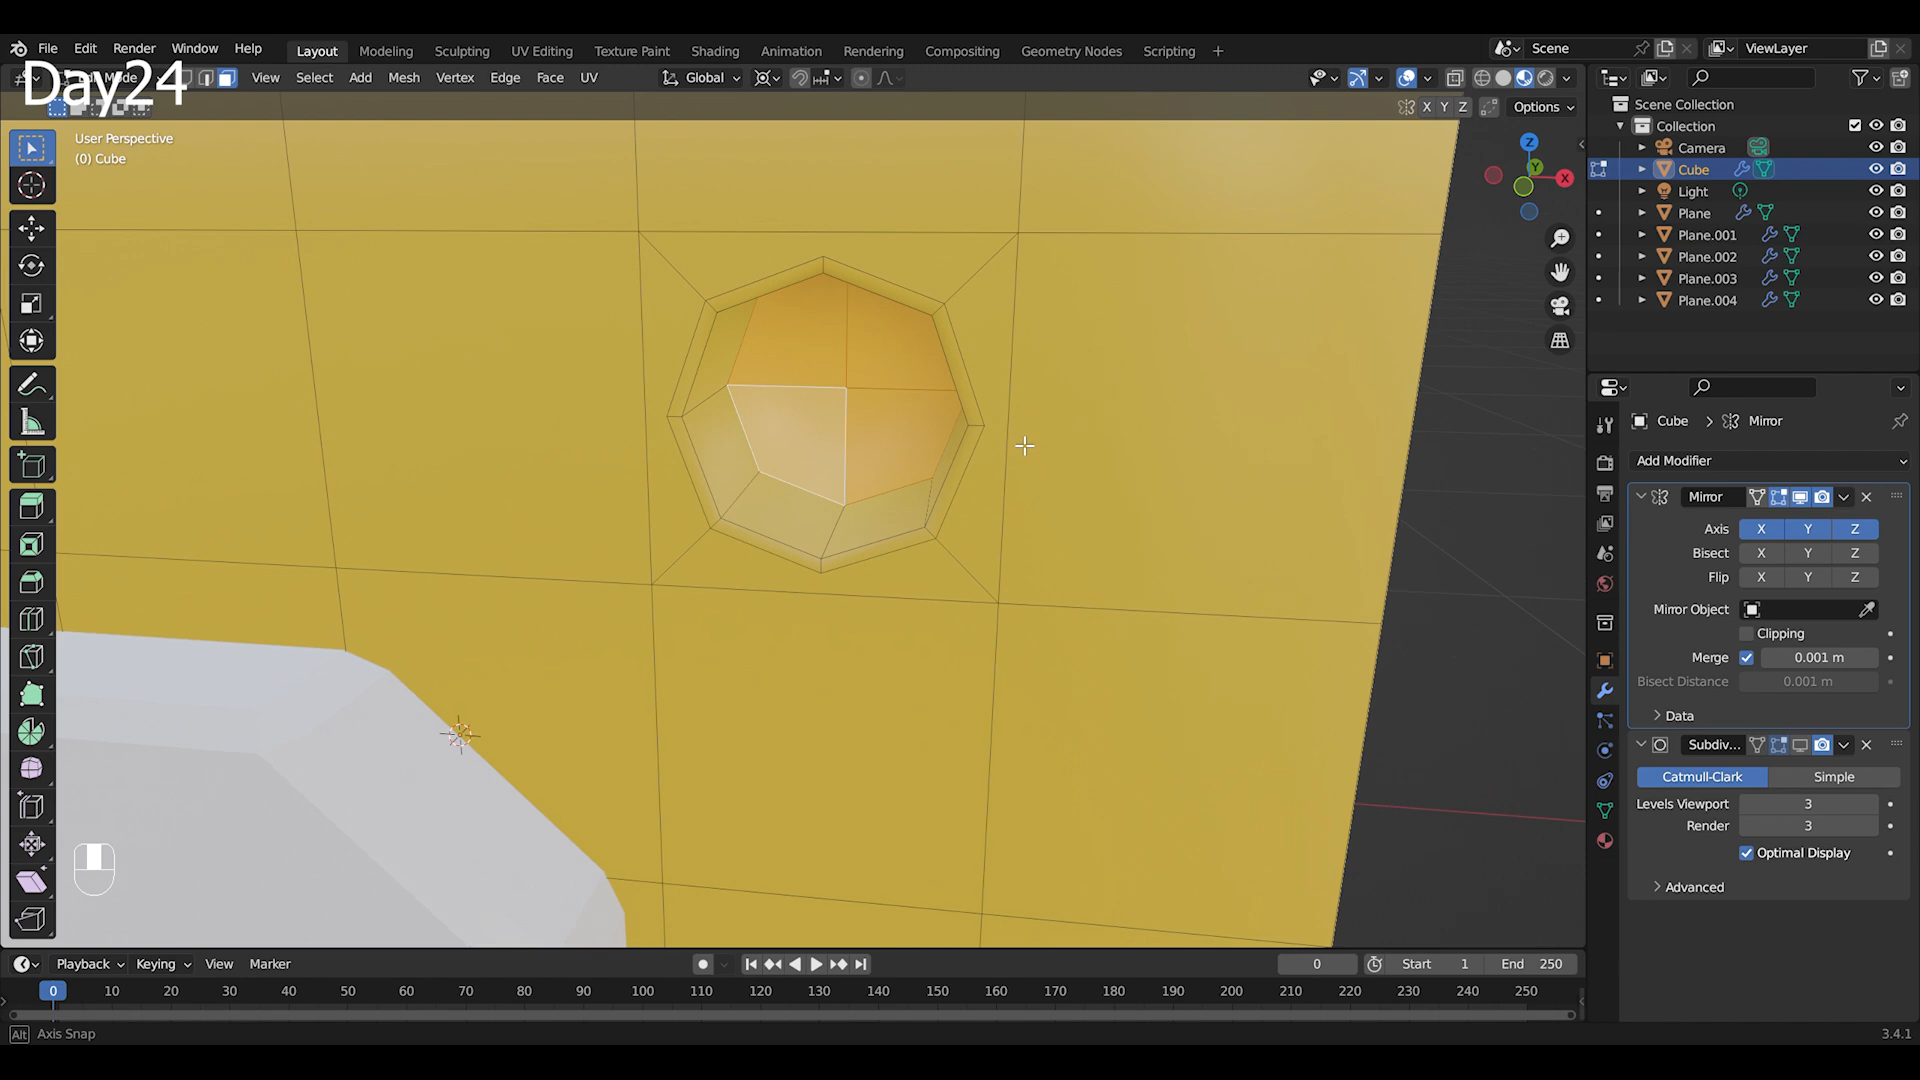 File Edit Render Window Help Layout Modeling Sculpting UV Editing Texture Paint Shading Animation Rendering Compositing Geometry Nodes Scripting + Scene ViewLayer
Day24
View Select Add Mesh Vertex Edge Face UV Global
X Y Z Options
User Perspective
(0) Cube
Z
Y
X
Scene Collection
Collection
Camera
Cube
Light
Plane
Plane.001
Plane.002
Plane.003
Plane.004
Cube > Mirror
Add Modifier
Mirror
Axis X Y Z
Bisect X Y Z
Flip X Y Z
Mirror Object
Clipping
Merge 0.001 m
Bisect Distance 0.001 m
Data
Subdiv...
Catmull-Clark Simple
Levels Viewport 3
Render 3
Optimal Display
Advanced
Playback Keying View Marker 0 Start 1 End 250
0 10 20 30 40 50 60 70 80 90 100 110 120 130 140 150 160 170 180 190 200 210 220 230 240 250
Alt Axis Snap 3.4.1